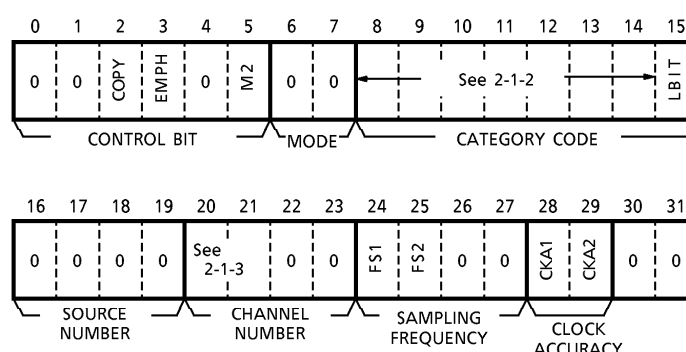 0 1 2 3 4 5 6 7 8 9 10 11 12 13 14 15
0 0 COPY EMPH 0 M2 0 0 See 2-1-2 LBIT
CONTROL BIT MODE CATEGORY CODE
16 17 18 19 20 21 22 23 24 25 26 27 28 29 30 31
0 0 0 0 See 2-1-3 0 0 FS1 FS2 0 0 CKA1 CKA2 0 0
SOURCE NUMBER CHANNEL NUMBER SAMPLING FREQUENCY CLOCK ACCURACY